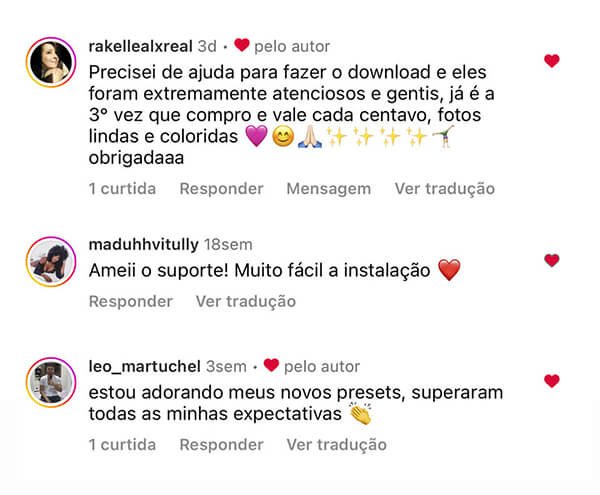 rakellealxreal 3d • ❤️ pelo autor
Precisei de ajuda para fazer o download e eles
foram extremamente atenciosos e gentis, já é a
3° vez que compro e vale cada centavo, fotos
lindas e coloridas 💜😊🙏🏻✨✨✨✨🤸‍♂️
obrigadaaa
1 curtida Responder Mensagem Ver tradução
maduhhvitully 18sem
Ameii o suporte! Muito fácil a instalação ❤️
Responder Ver tradução
leo_martuchel 3sem • ❤️ pelo autor
estou adorando meus novos presets, superaram
todas as minhas expectativas 👏
1 curtida Responder Ver tradução